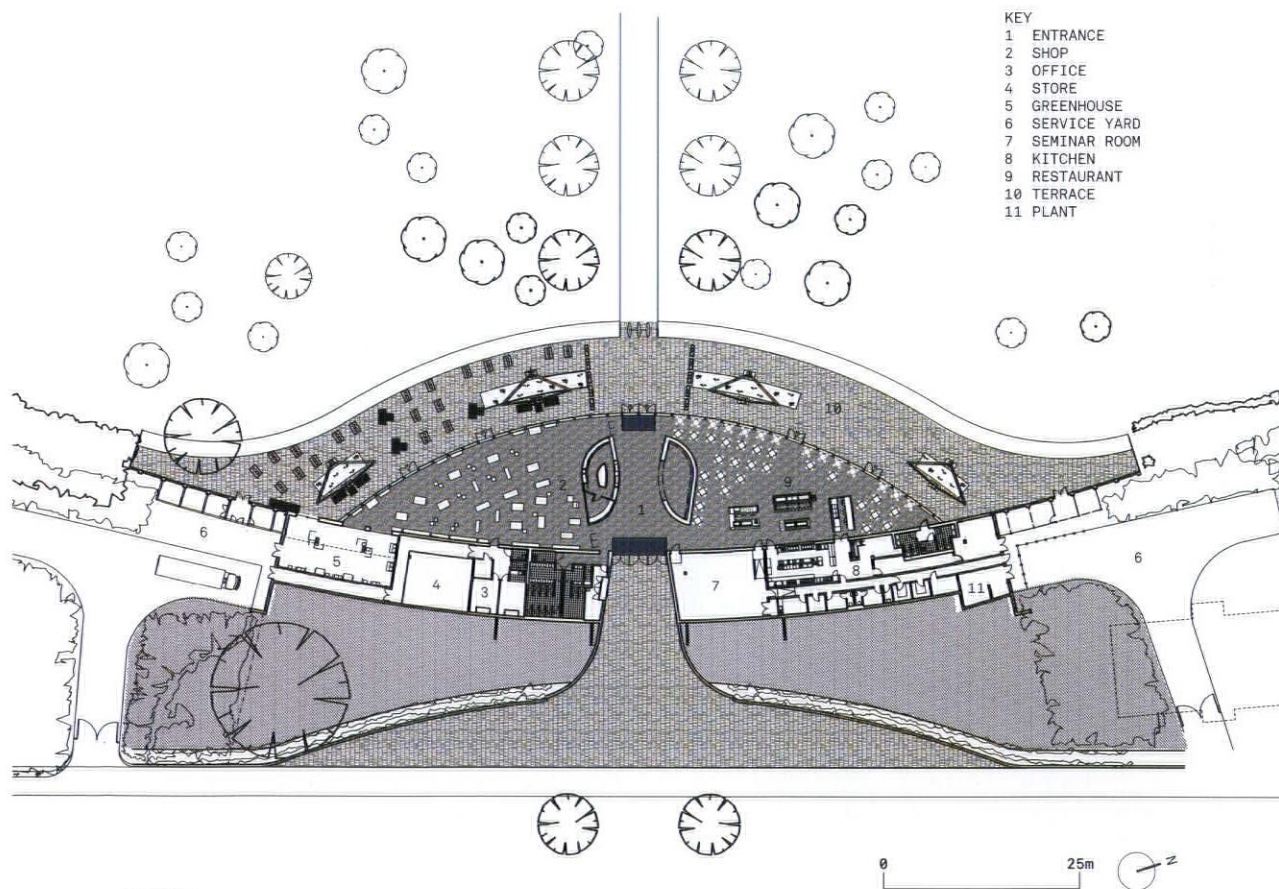 KEY
1 ENTRANCE
2 SHOP
3 OFFICE
4 STORE
5 GREENHOUSE
6 SERVICE YARD
7 SEMINAR ROOM
8 KITCHEN
9 RESTAURANT
10 TERRACE
11 PLANT
10
2
9
1
6
5
4
3
7
8
11
6
0 25m
N